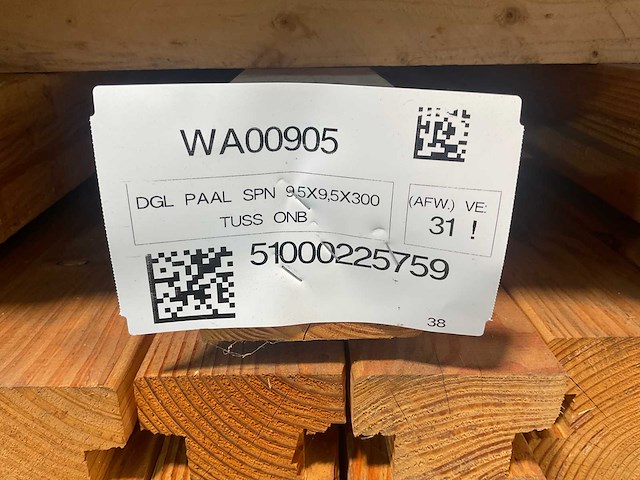 WA00905
DGL PAAL SPN 9,5X9,5X300
TUSS ONB
(AFW.) VE:
31 !
51000225759
38